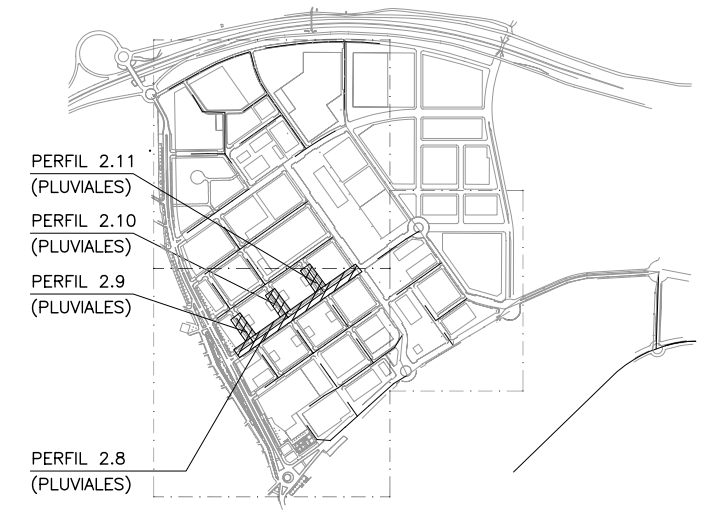 PERFIL 2.11
(PLUVIALES)
PERFIL 2.10
(PLUVIALES)
PERFIL 2.9
(PLUVIALES)
PERFIL 2.8
(PLUVIALES)